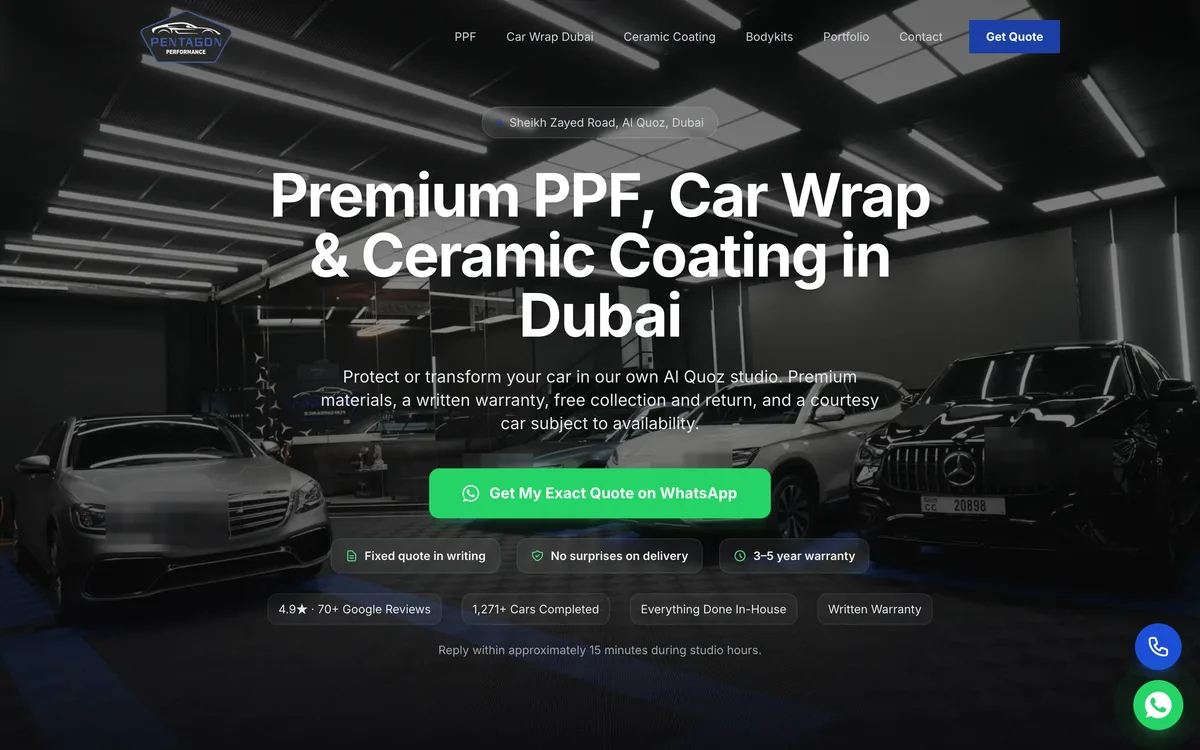 PENTAGON
PERFORMANCE
PPF
Car Wrap Dubai
Ceramic Coating
Bodykits
Portfolio
Contact
Get Quote
Sheikh Zayed Road, Al Quoz, Dubai
Premium PPF, Car Wrap
& Ceramic Coating in
Dubai
Protect or transform your car in our own Al Quoz studio. Premium
materials, a written warranty, free collection and return, and a courtesy
car subject to availability.
Get My Exact Quote on WhatsApp
CC 20898
Fixed quote in writing
No surprises on delivery
3–5 year warranty
4.9★ · 70+ Google Reviews
1,271+ Cars Completed
Everything Done In-House
Written Warranty
Reply within approximately 15 minutes during studio hours.